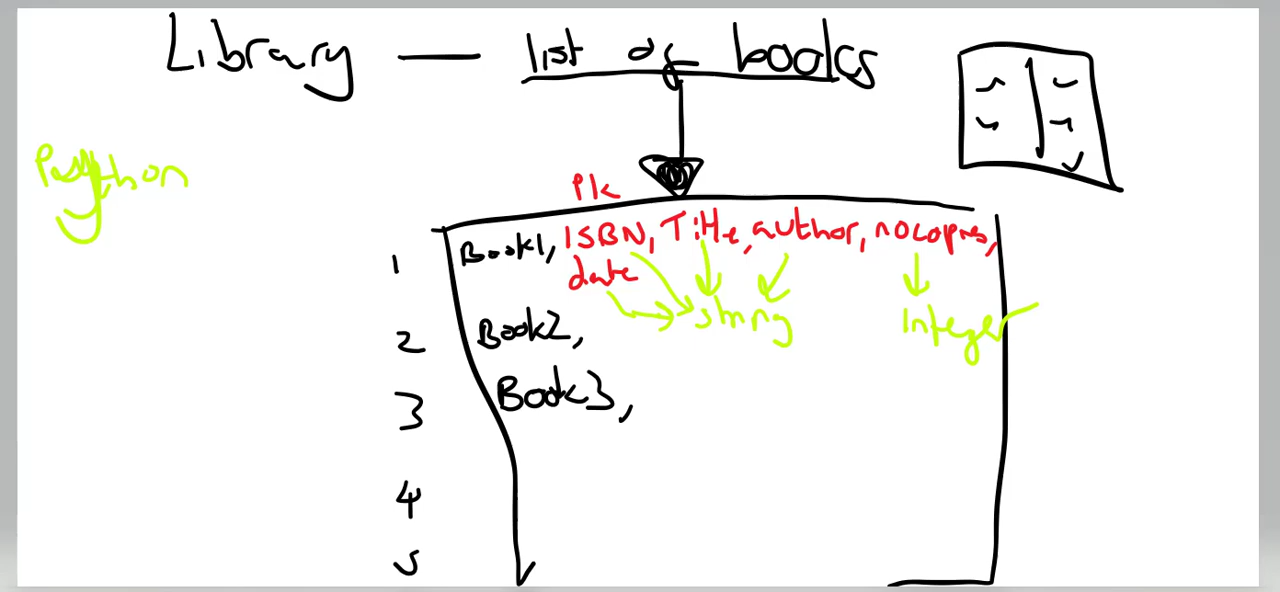 Library — list of books
Python
Pk
1 Book1, ISBN, Title, author, nocopies,
date
string Integer
2 Book2,
3 Book3,
4
5